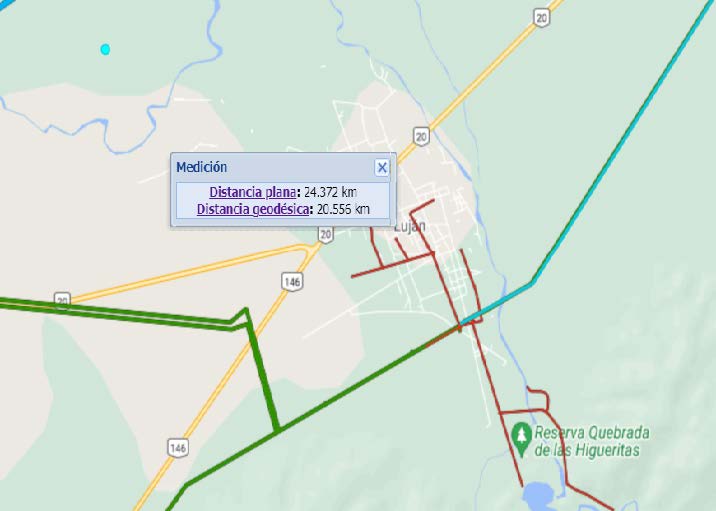 20
20
Medición
Distancia plana: 24.372 km
Distancia geodésica: 20.556 km
Luján
20
146
20
Reserva Quebrada
de las Higueritas
146